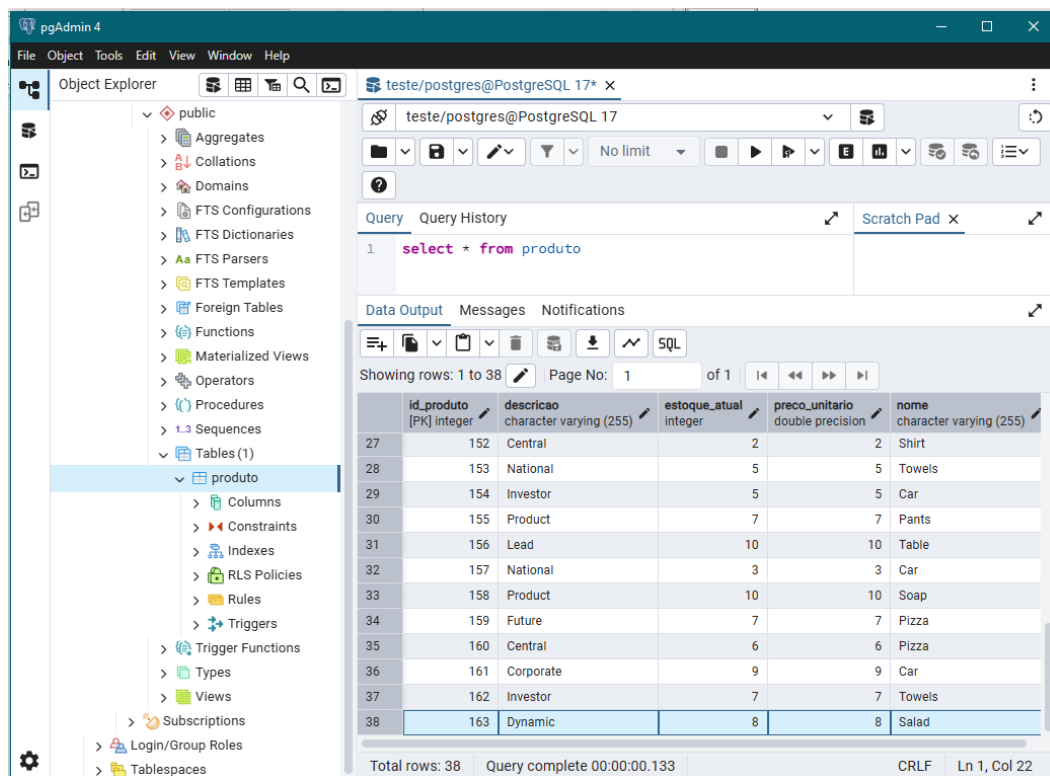 pgAdmin 4
File Object Tools Edit View Window Help
Object Explorer
public
Aggregates
Collations
Domains
FTS Configurations
FTS Dictionaries
Aa FTS Parsers
FTS Templates
Foreign Tables
Functions
Materialized Views
Operators
Procedures
1..3 Sequences
Tables (1)
produto
Columns
Constraints
Indexes
RLS Policies
Rules
Triggers
Trigger Functions
Types
Views
Subscriptions
Login/Group Roles
Tablespaces
teste/postgres@PostgreSQL 17*
teste/postgres@PostgreSQL 17
No limit
E
Query Query History
Scratch Pad
1 select * from produto
Data Output Messages Notifications
SQL
Showing rows: 1 to 38 Page No: 1 of 1
id_produto descricao estoque_atual preco_unitario nome
[PK] integer character varying (255) integer double precision character varying (255)
27 152 Central 2 2 Shirt
28 153 National 5 5 Towels
29 154 Investor 5 5 Car
30 155 Product 7 7 Pants
31 156 Lead 10 10 Table
32 157 National 3 3 Car
33 158 Product 10 10 Soap
34 159 Future 7 7 Pizza
35 160 Central 6 6 Pizza
36 161 Corporate 9 9 Car
37 162 Investor 7 7 Towels
38 163 Dynamic 8 8 Salad
Total rows: 38 Query complete 00:00:00.133 CRLF Ln 1, Col 22